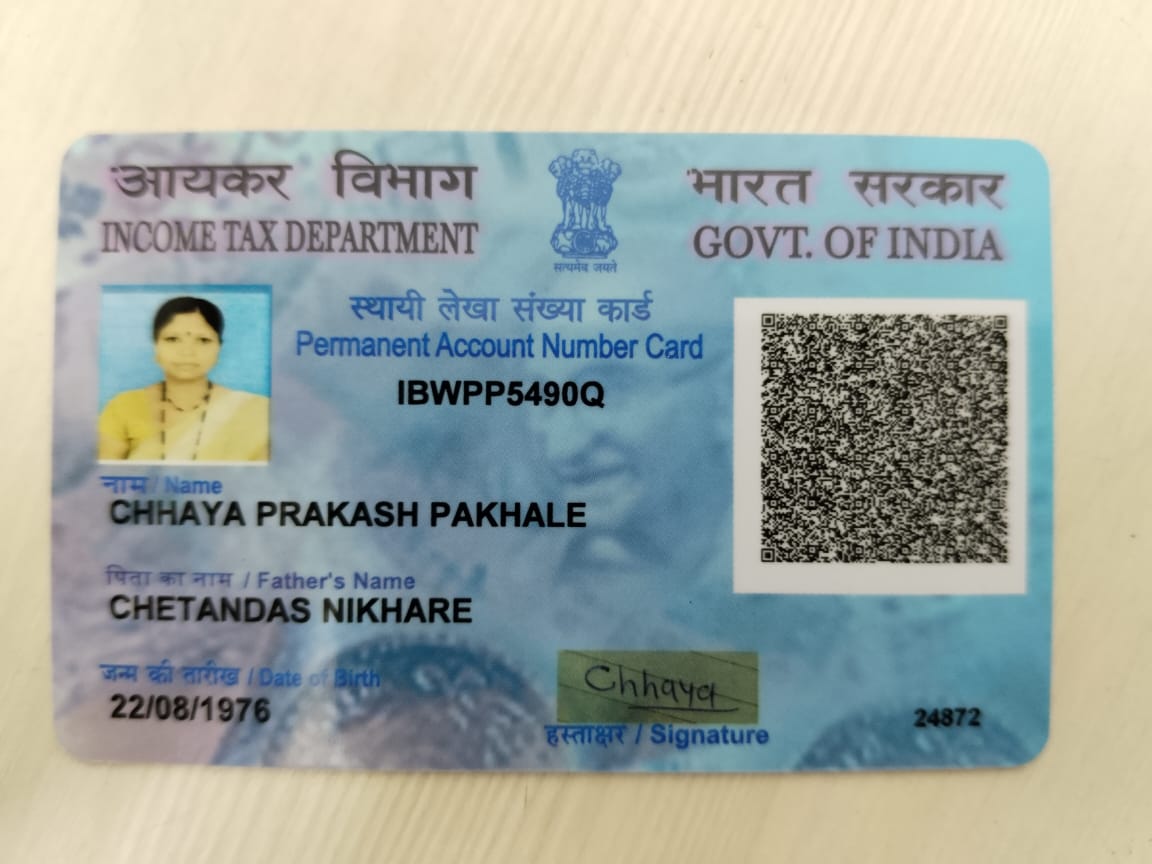 आयकर विभाग
INCOME TAX DEPARTMENT
सत्यमेव जयते
भारत सरकार
GOVT. OF INDIA
स्थायी लेखा संख्या कार्ड
Permanent Account Number Card
IBWPP5490Q
नाम / Name
CHHAYA PRAKASH PAKHALE
पिता का नाम / Father's Name
CHETANDAS NIKHARE
जन्म की तारीख / Date of Birth
22/08/1976
Chhaya
हस्ताक्षर / Signature
24872